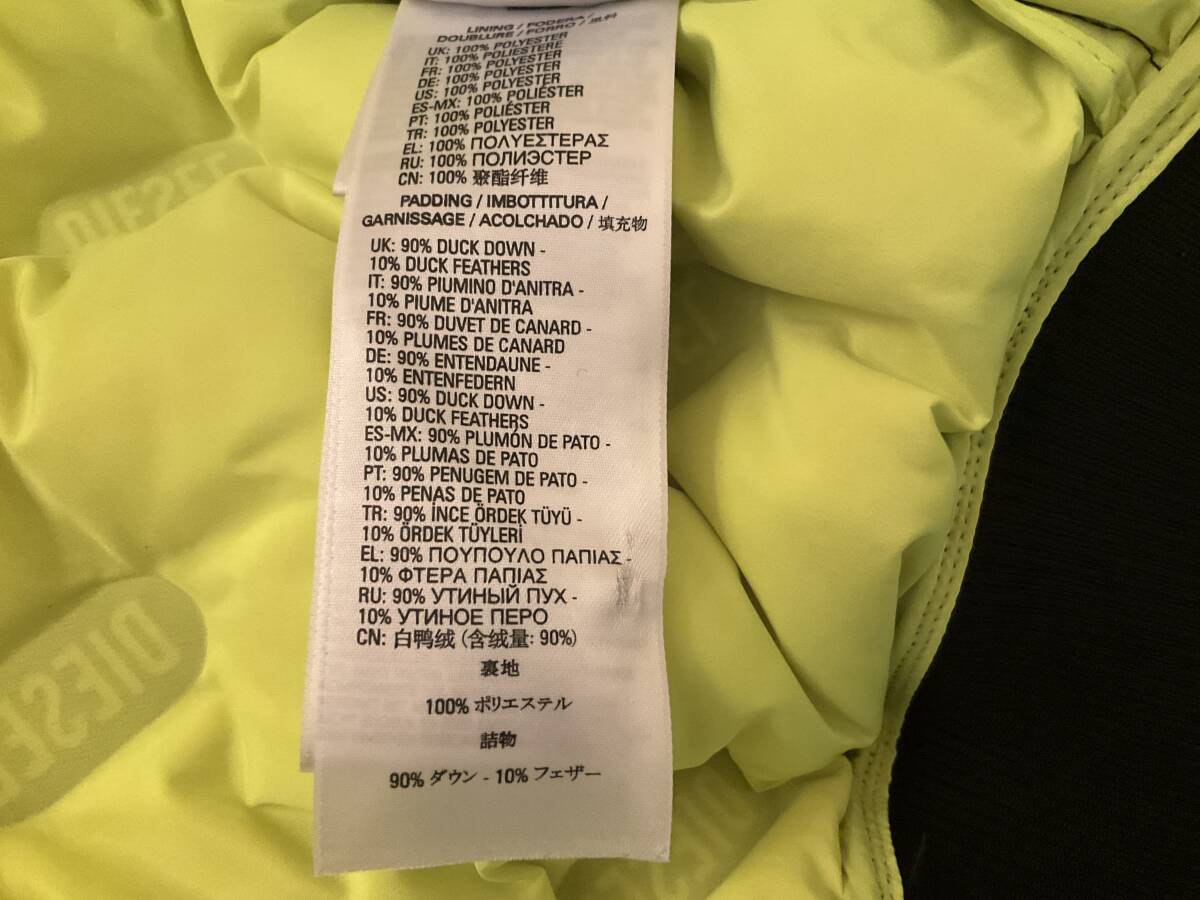 LINING / FODERA /
DOUBLURE / FORRO / 里料
UK: 100% POLYESTER
IT: 100% POLIESTERE
FR: 100% POLYESTER
DE: 100% POLYESTER
US: 100% POLYESTER
ES-MX: 100% POLIÉSTER
PT: 100% POLIÉSTER
TR: 100% POLYESTER
EL: 100% ΠΟΛΥΕΣΤΕΡΑΣ
RU: 100% ПОЛИЭСТЕР
CN: 100% 聚酯纤维
PADDING / IMBOTTITURA /
GARNISSAGE / ACOLCHADO / 填充物
UK: 90% DUCK DOWN -
10% DUCK FEATHERS
IT: 90% PIUMINO D'ANITRA -
10% PIUME D'ANITRA
FR: 90% DUVET DE CANARD -
10% PLUMES DE CANARD
DE: 90% ENTENDAUNE -
10% ENTENFEDERN
US: 90% DUCK DOWN -
10% DUCK FEATHERS
ES-MX: 90% PLUMÓN DE PATO -
10% PLUMAS DE PATO
PT: 90% PENUGEM DE PATO -
10% PENAS DE PATO
TR: 90% İNCE ÖRDEK TÜYÜ -
10% ÖRDEK TÜYLERİ
EL: 90% ΠΟΥΠΟΥΛΟ ΠΑΠΙΑΣ -
10% ΦΤΕΡΑ ΠΑΠΙΑΣ
RU: 90% УТИНЫЙ ПУХ -
10% УТИНОЕ ПЕРО
CN: 白鸭绒 (含绒量: 90%)
裏地
100% ポリエステル
詰物
90% ダウン - 10% フェザー
DIESEL
DIESEL